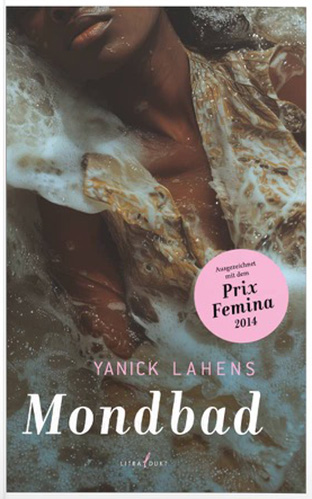 Ausgezeichnet
mit dem
Prix
Femina
2014
YANICK LAHENS
Mondbad
LITRADUKT